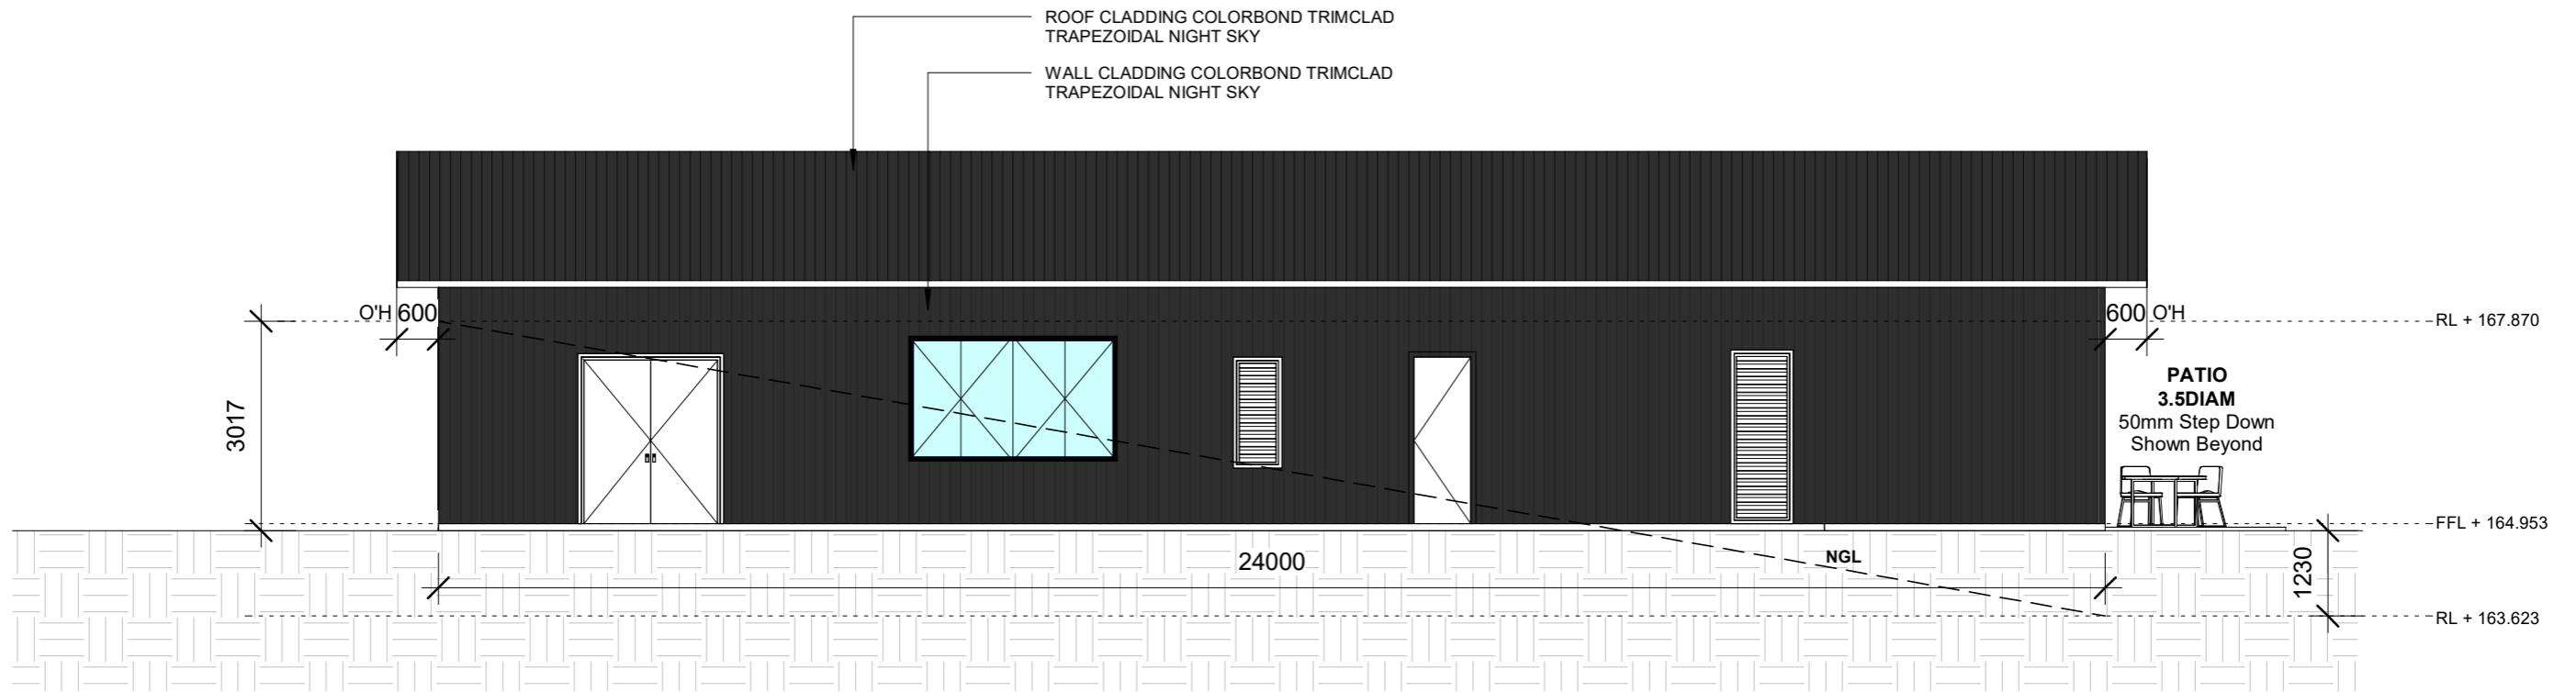 ROOF CLADDING COLORBOND TRIMCLAD
TRAPEZOIDAL NIGHT SKY
WALL CLADDING COLORBOND TRIMCLAD
TRAPEZOIDAL NIGHT SKY
O'H 600
600 O'H
RL + 167.870
3017
PATIO
3.5DIAM
50mm Step Down
Shown Beyond
FFL + 164.953
24000
NGL
1230
RL + 163.623